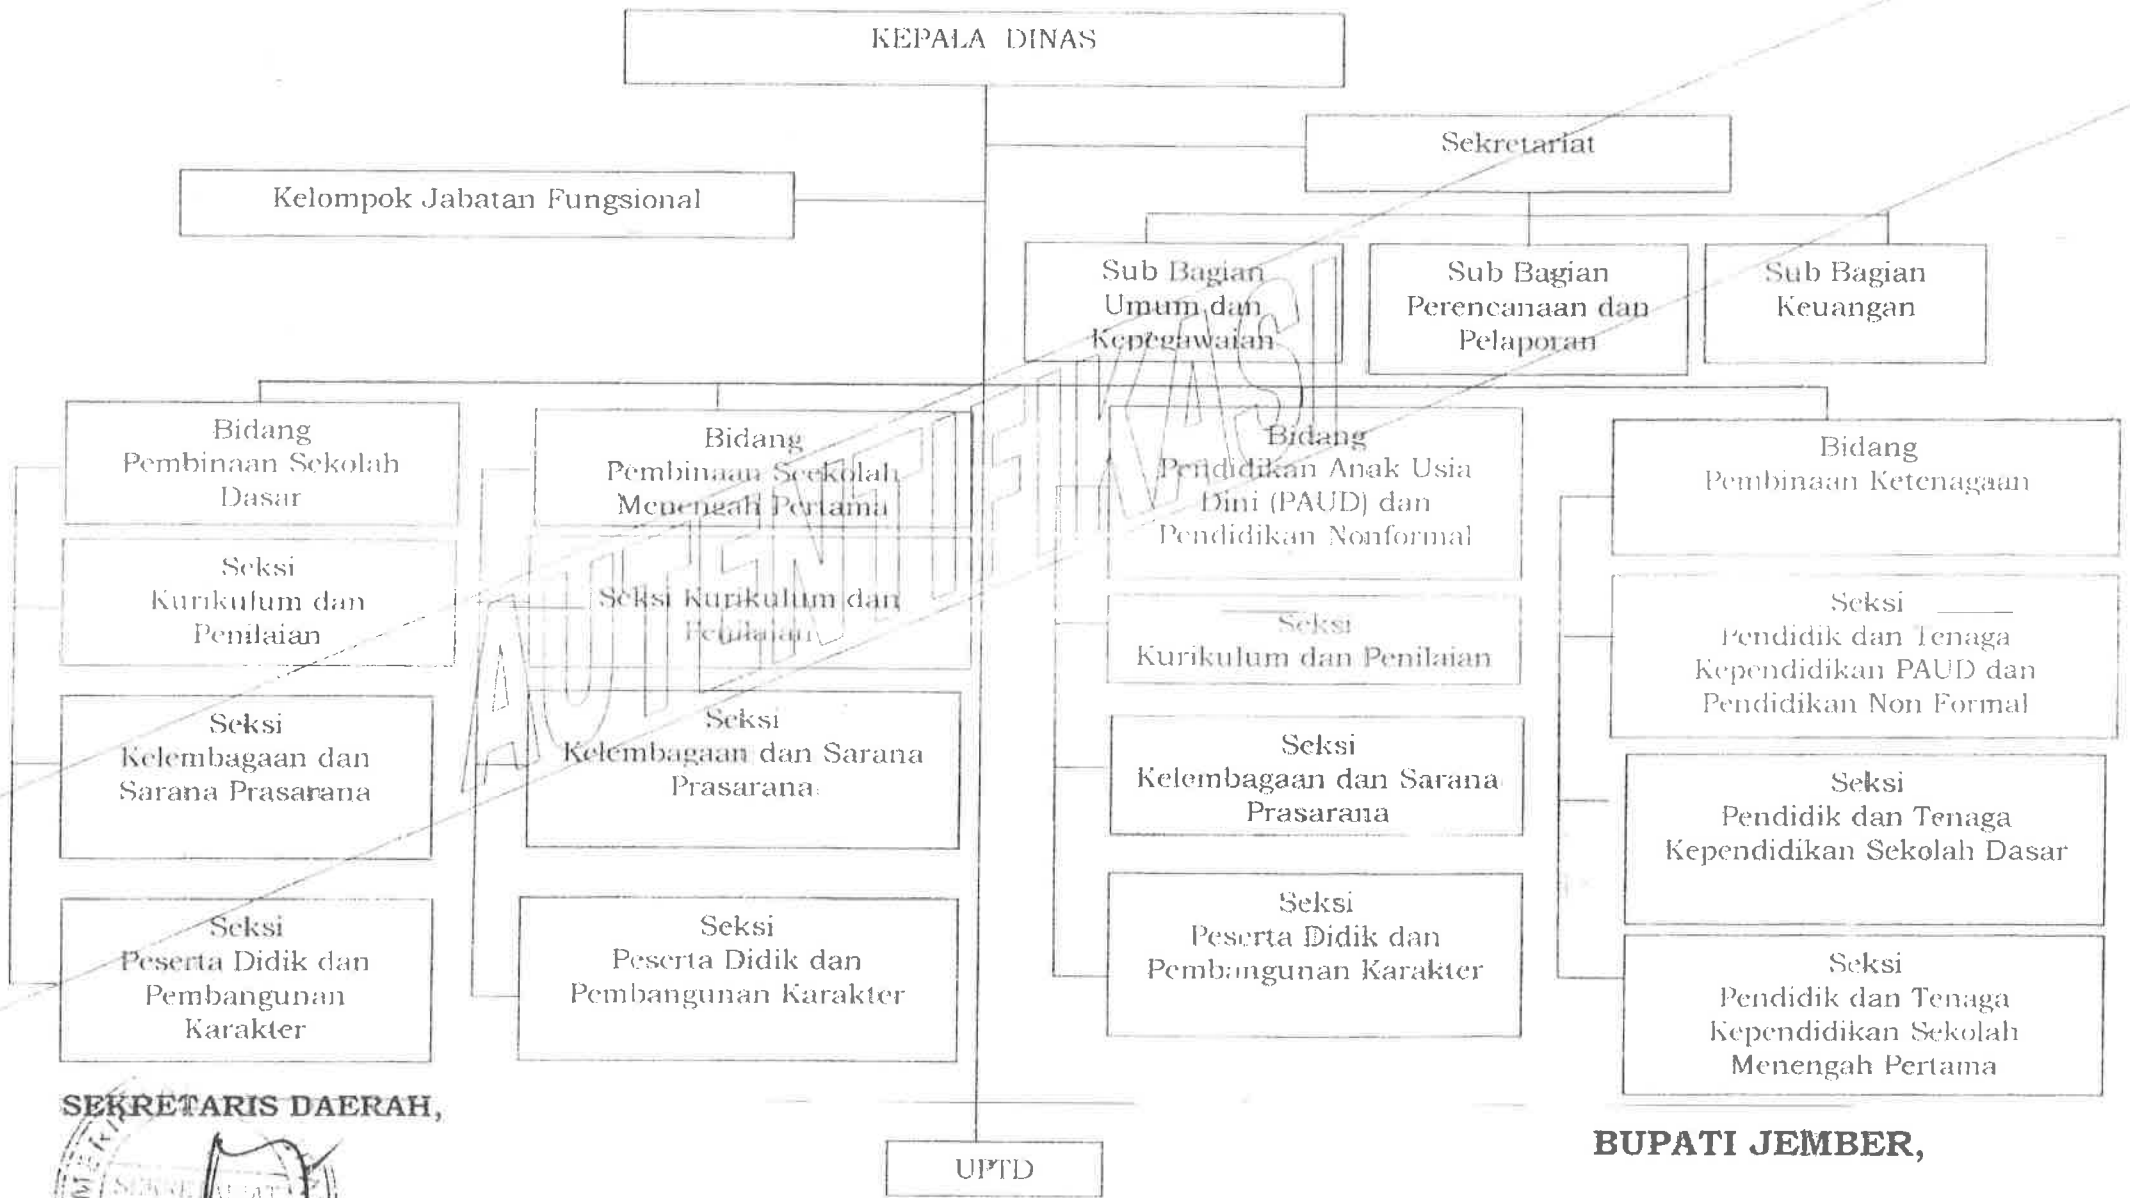 KEPALA DINAS
Sekretariat
Kelompok Jabatan Fungsional
Sub Bagian
Umum dan
Kepegawaian
Sub Bagian
Perencanaan dan
Pelaporan
Sub Bagian
Keuangan
Bidang
Pembinaan Sekolah
Dasar
Seksi
Kurikulum dan
Penilaian
Seksi
Kelembagaan dan
Sarana Prasarana
Seksi
Peserta Didik dan
Pembangunan
Karakter
Bidang
Pembinaan Seekolah
Menengah Pertama
Seksi Kurikulum dan
Penilaian
Seksi
Kelembagaan dan Sarana
Prasarana
Seksi
Peserta Didik dan
Pembangunan Karakter
Bidang
Pendidikan Anak Usia
Dini (PAUD) dan
Pendidikan Nonformal
Seksi
Kurikulum dan Penilaian
Seksi
Kelembagaan dan Sarana
Prasarana
Seksi
Peserta Didik dan
Pembangunan Karakter
Bidang
Pembinaan Ketenagaan
Seksi
Pendidik dan Tenaga
Kependidikan PAUD dan
Pendidikan Non Formal
Seksi
Pendidik dan Tenaga
Kependidikan Sekolah Dasar
Seksi
Pendidik dan Tenaga
Kependidikan Sekolah
Menengah Pertama
AUTENTIFIKASI
SEKRETARIS DAERAH,
UPTD
BUPATI JEMBER,